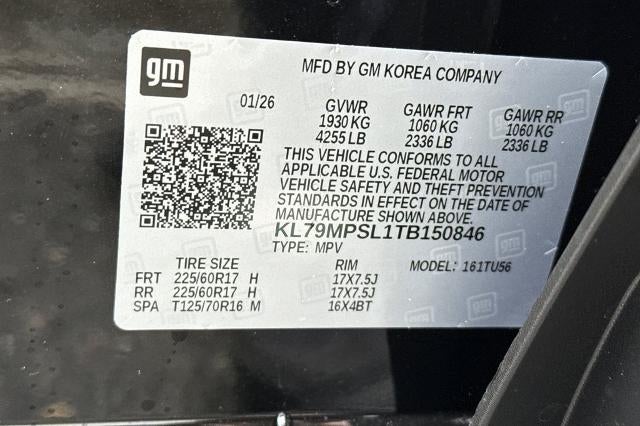 gm
MFD BY GM KOREA COMPANY
01/26
GVWR GAWR FRT GAWR RR
1930 KG 1060 KG 1060 KG
4255 LB 2336 LB 2336 LB
THIS VEHICLE CONFORMS TO ALL
APPLICABLE U.S. FEDERAL MOTOR
VEHICLE SAFETY AND THEFT PREVENTION
STANDARDS IN EFFECT ON THE DATE OF
MANUFACTURE SHOWN ABOVE.
KL79MPSL1TB150846
TYPE: MPV
TIRE SIZE RIM MODEL: 161TU56
FRT 225/60R17 H 17X7.5J
RR 225/60R17 H 17X7.5J
SPA T125/70R16 M 16X4BT